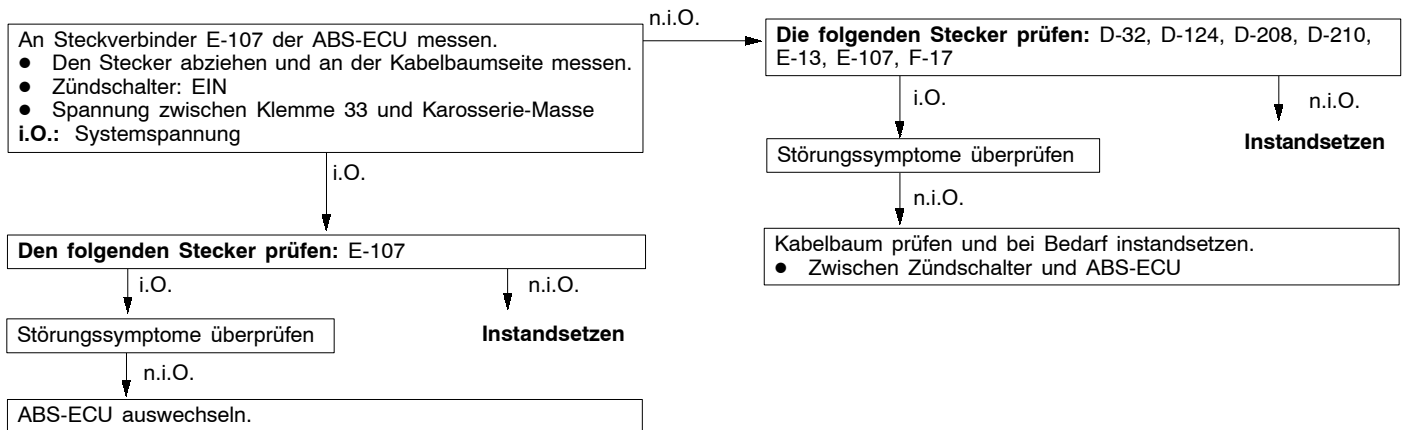 An Steckverbinder E-107 der ABS-ECU messen.
● Den Stecker abziehen und an der Kabelbaumseite messen.
● Zündschalter: EIN
● Spannung zwischen Klemme 33 und Karosserie-Masse
i.O.: Systemspannung
n.i.O.
Die folgenden Stecker prüfen: D-32, D-124, D-208, D-210,
E-13, E-107, F-17
i.O.
n.i.O.
Störungssymptome überprüfen
Instandsetzen
n.i.O.
Kabelbaum prüfen und bei Bedarf instandsetzen.
● Zwischen Zündschalter und ABS-ECU
i.O.
Den folgenden Stecker prüfen: E-107
i.O.
n.i.O.
Störungssymptome überprüfen
Instandsetzen
n.i.O.
ABS-ECU auswechseln.